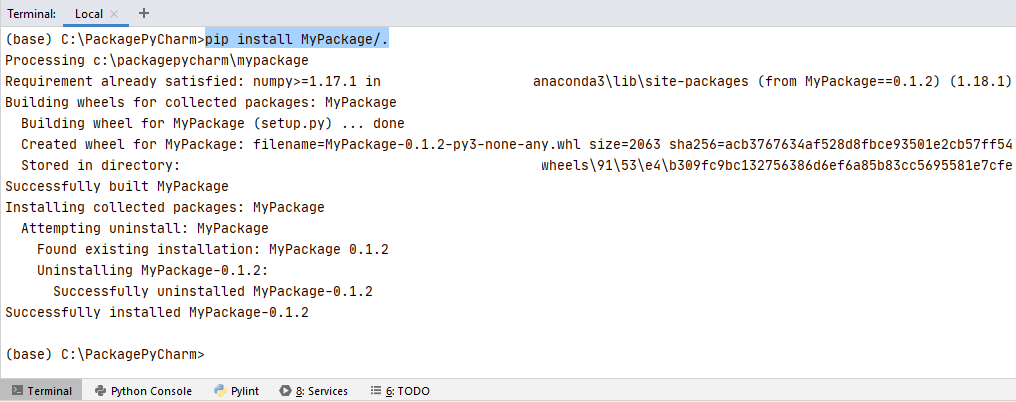 Terminal: Local × +
(base) C:\PackagePyCharm>pip install MyPackage/.
Processing c:\packagepycharm\mypackage
Requirement already satisfied: numpy>=1.17.1 in anaconda3\lib\site-packages (from MyPackage==0.1.2) (1.18.1)
Building wheels for collected packages: MyPackage
Building wheel for MyPackage (setup.py) ... done
Created wheel for MyPackage: filename=MyPackage-0.1.2-py3-none-any.whl size=2063 sha256=acb3767634af528d8fbce93501e2cb57ff54
Stored in directory: wheels\91\53\e4\b309fc9bc132756386d6ef6a85b83cc5695581e7cfe
Successfully built MyPackage
Installing collected packages: MyPackage
Attempting uninstall: MyPackage
Found existing installation: MyPackage 0.1.2
Uninstalling MyPackage-0.1.2:
Successfully uninstalled MyPackage-0.1.2
Successfully installed MyPackage-0.1.2
(base) C:\PackagePyCharm>
Terminal Python Console Pylint 8: Services 6: TODO